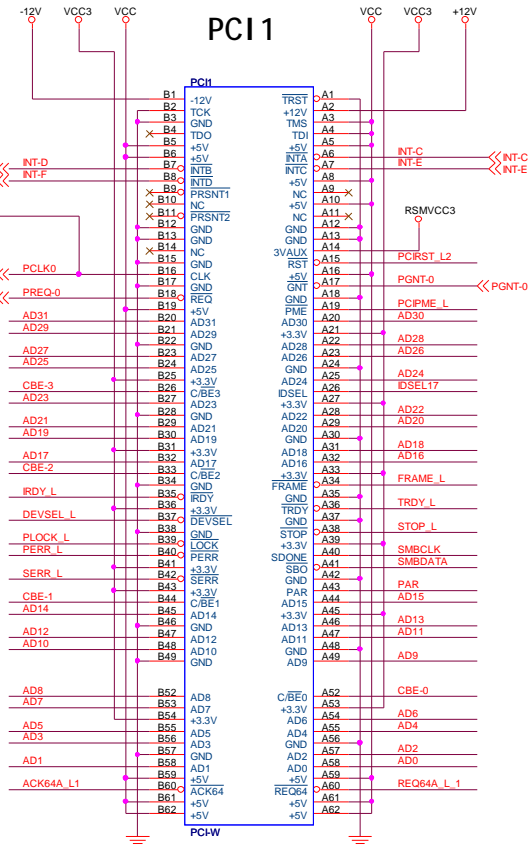 PCI1
-12V VCC3 VCC VCC VCC3 +12V
PCI1
B1 -12V TRST A1
B2 TCK +12V A2
B3 GND TMS A3
B4 TDO TDI A4
B5 +5V +5V A5
B6 +5V INTA A6 INT-C INT-C
INT-D B7 INTB INTC A7 INT-E INT-E
INT-F B8 INTD +5V A8
B9 PRSNT1 NC A9
B10 NC +5V A10
B11 PRSNT2 NC A11
RSMVCC3
B12 GND GND A12
B13 GND GND A13
B14 NC 3VAUX A14
B15 GND RST A15 PCIRST_L2
PCLK0 B16 CLK +5V A16
B17 GND GNT A17 PGNT-0 PGNT-0
PREQ-0 B18 REQ GND A18
B19 +5V PME A19 PCIPME_L
AD31 B20 AD31 AD30 A20 AD30
AD29 B21 AD29 +3.3V A21
B22 GND AD28 A22 AD28
AD27 B23 AD27 AD26 A23 AD26
AD25 B24 AD25 GND A24
B25 +3.3V AD24 A25 AD24
CBE-3 B26 C/BE3 IDSEL A26 IDSEL17
AD23 B27 AD23 +3.3V A27
B28 GND AD22 A28 AD22
AD21 B29 AD21 AD20 A29 AD20
AD19 B30 AD19 GND A30
B31 +3.3V AD18 A31 AD18
AD17 B32 AD17 AD16 A32 AD16
CBE-2 B33 C/BE2 +3.3V A33
B34 GND FRAME A34 FRAME_L
IRDY_L B35 IRDY GND A35
B36 +3.3V TRDY A36 TRDY_L
DEVSEL_L B37 DEVSEL GND A37
B38 GND STOP A38 STOP_L
PLOCK_L B39 LOCK +3.3V A39
PERR_L B40 PERR SDONE A40 SMBCLK
B41 +3.3V SBO A41 SMBDATA
SERR_L B42 SERR GND A42
B43 +3.3V PAR A43 PAR
CBE-1 B44 C/BE1 AD15 A44 AD15
AD14 B45 AD14 +3.3V A45
B46 GND AD13 A46 AD13
AD12 B47 AD12 AD11 A47 AD11
AD10 B48 AD10 GND A48
B49 GND AD9 A49 AD9
AD8 B52 AD8 C/BE0 A52 CBE-0
AD7 B53 AD7 +3.3V A53
B54 +3.3V AD6 A54 AD6
AD5 B55 AD5 AD4 A55 AD4
AD3 B56 AD3 GND A56
B57 GND AD2 A57 AD2
AD1 B58 AD1 AD0 A58 AD0
B59 +5V +5V A59
ACK64A_L1 B60 ACK64 REQ64 A60 REQ64A_L_1
B61 +5V +5V A61
B62 +5V +5V A62
PCI-W